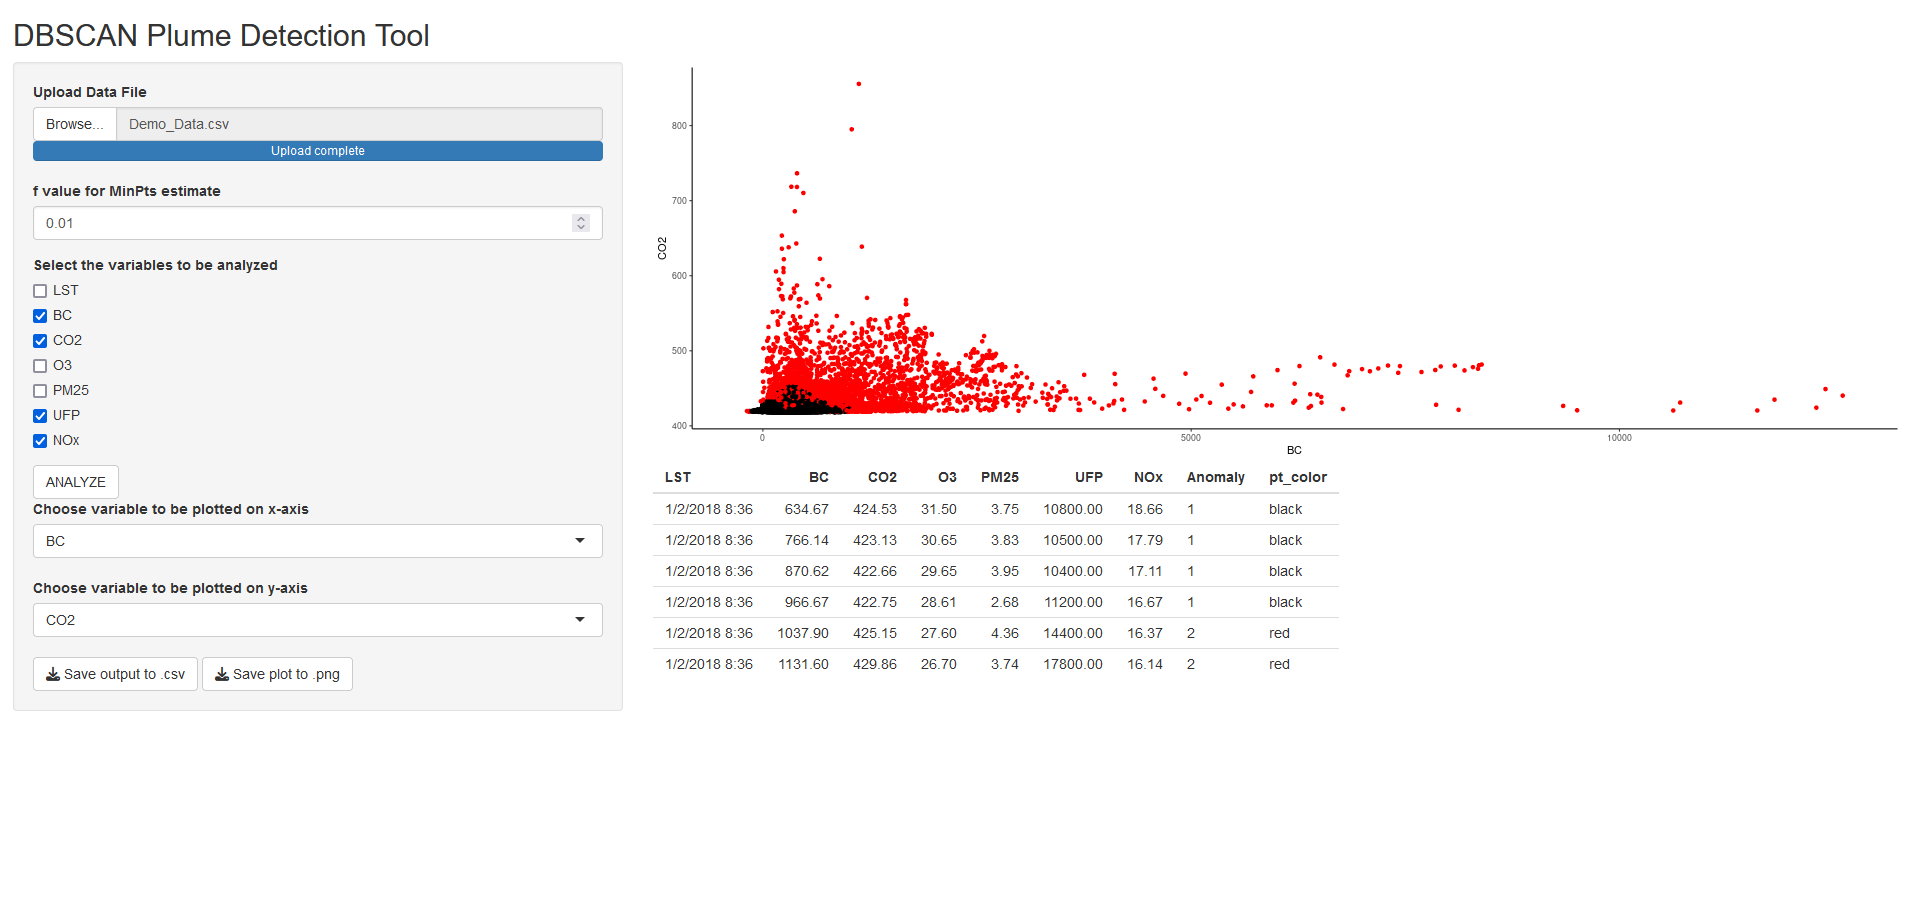 DBSCAN Plume Detection Tool
Upload Data File
Browse... Demo_Data.csv
Upload complete
f value for MinPts estimate
0.01
Select the variables to be analyzed
LST
BC
CO2
O3
PM25
UFP
NOx
ANALYZE
Choose variable to be plotted on x-axis
BC
Choose variable to be plotted on y-axis
CO2
Save output to .csv Save plot to .png
800
700
600
500
400
CO2
0 5000 10000
BC
LST BC CO2 O3 PM25 UFP NOx Anomaly pt_color
1/2/2018 8:36 634.67 424.53 31.50 3.75 10800.00 18.66 1 black
1/2/2018 8:36 766.14 423.13 30.65 3.83 10500.00 17.79 1 black
1/2/2018 8:36 870.62 422.66 29.65 3.95 10400.00 17.11 1 black
1/2/2018 8:36 966.67 422.75 28.61 2.68 11200.00 16.67 1 black
1/2/2018 8:36 1037.90 425.15 27.60 4.36 14400.00 16.37 2 red
1/2/2018 8:36 1131.60 429.86 26.70 3.74 17800.00 16.14 2 red